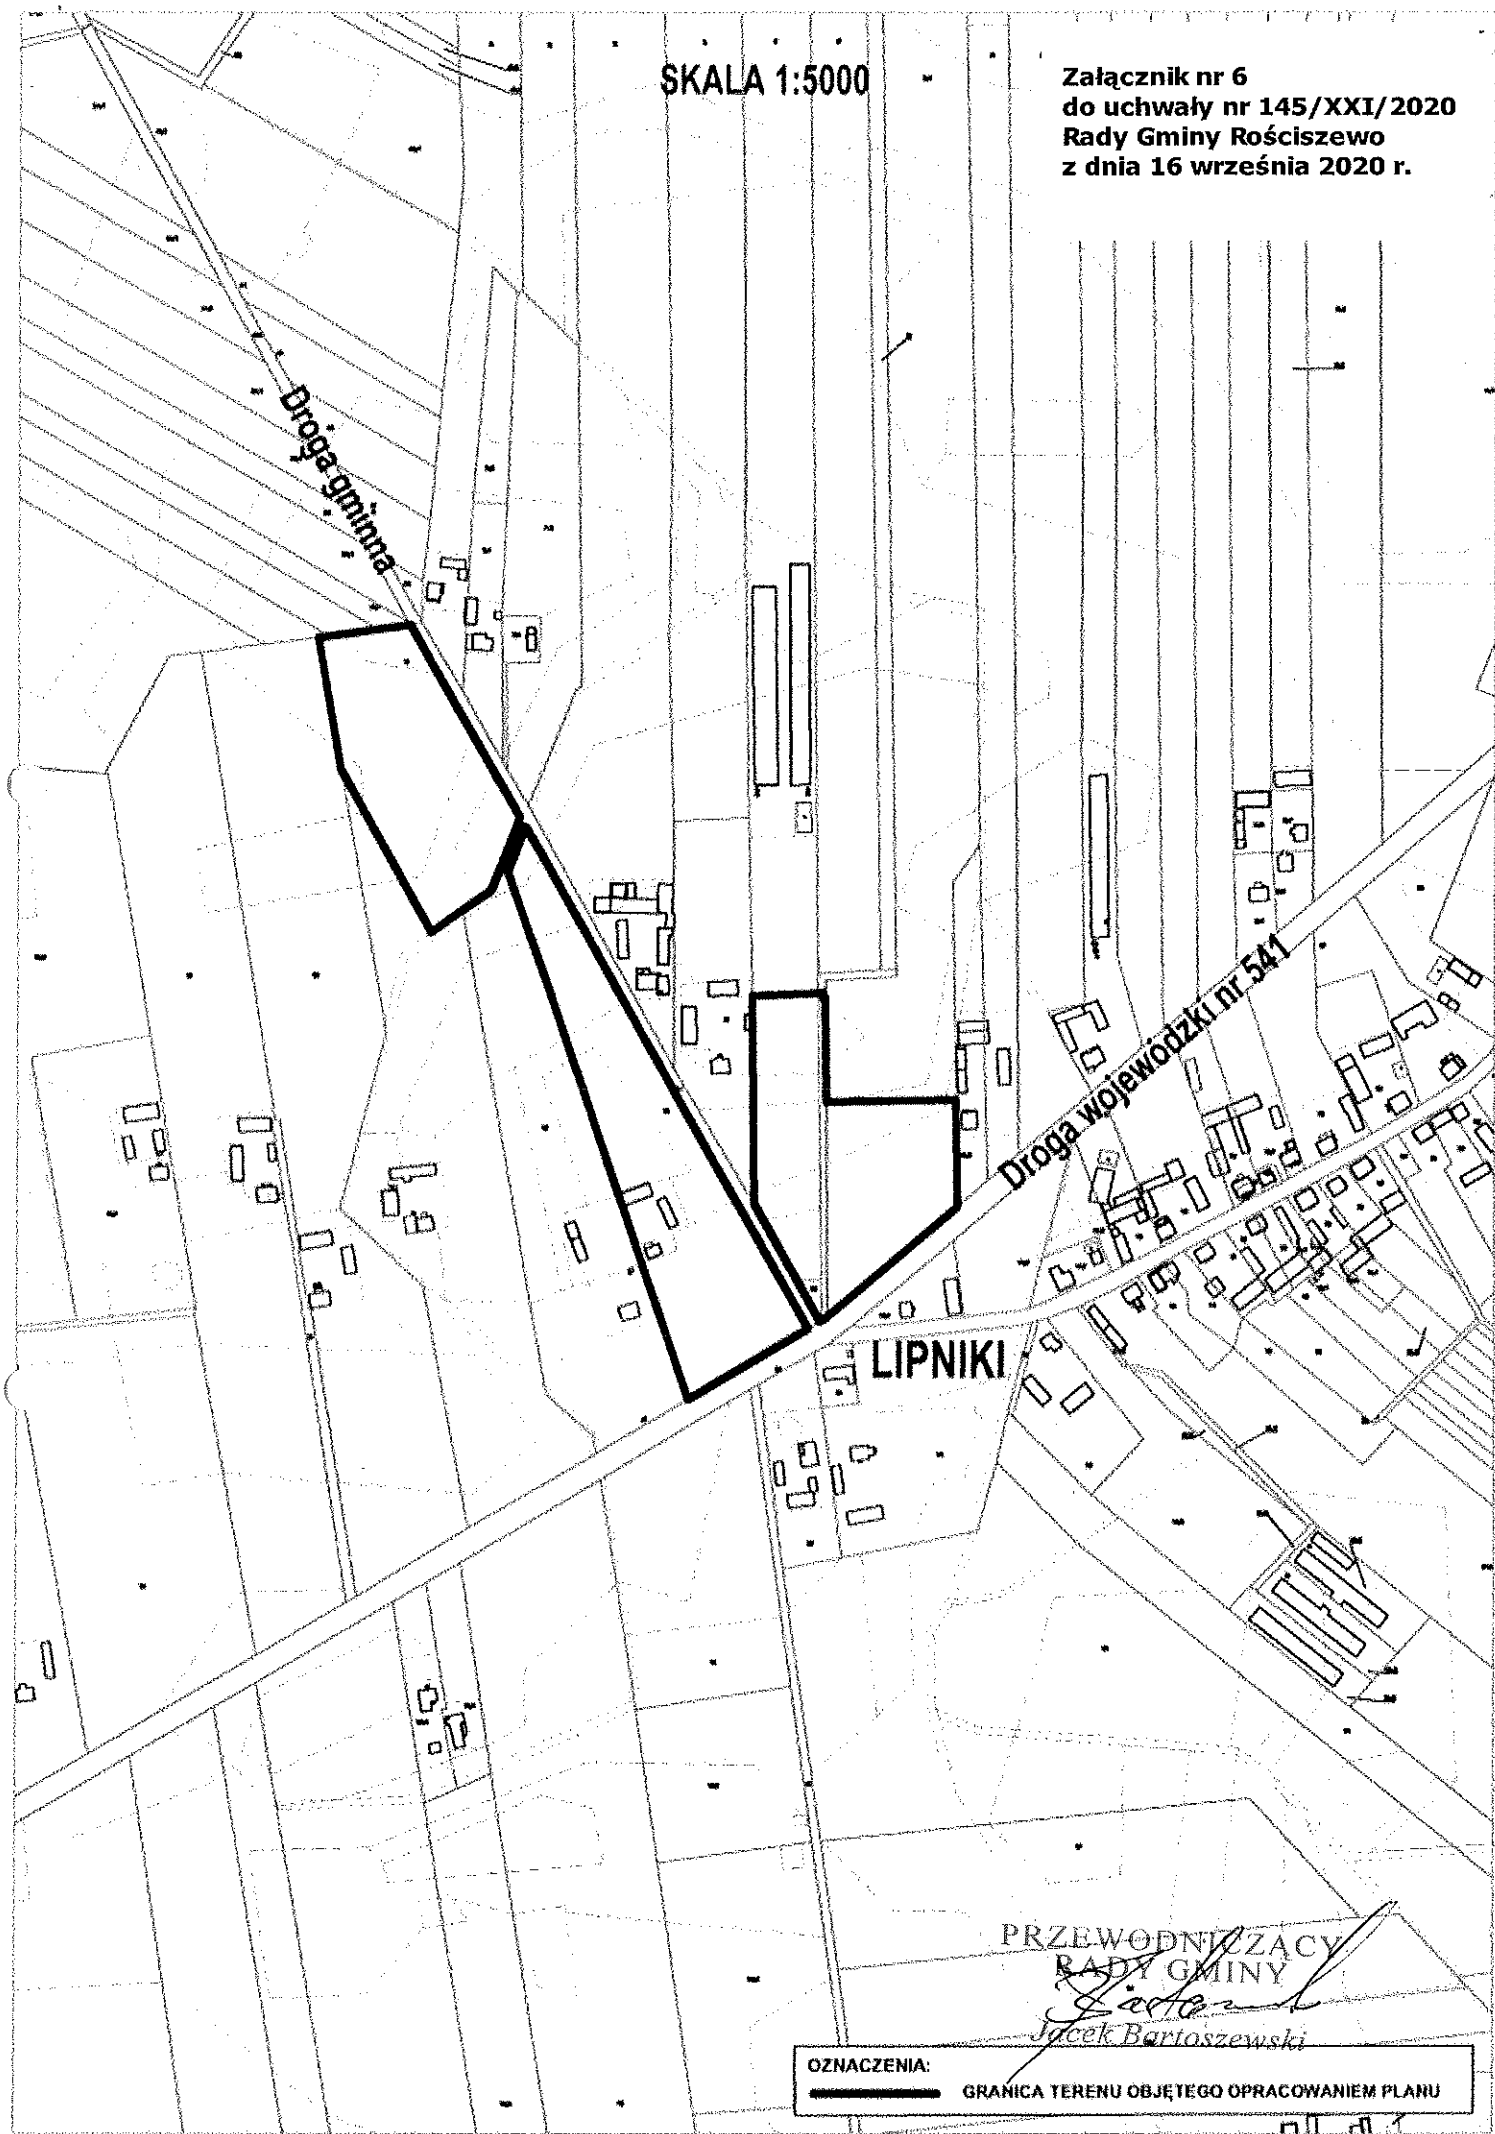 SKALA 1:5000
Załącznik nr 6
do uchwały nr 145/XXI/2020
Rady Gminy Rościszewo
z dnia 16 września 2020 r.
Droga gminna
Droga wojewódzki nr 541
LIPNIKI
PRZEWODNICZĄCY
RADY GMINY
Jacek Bartoszewski
OZNACZENIA:
GRANICA TERENU OBJĘTEGO OPRACOWANIEM PLANU